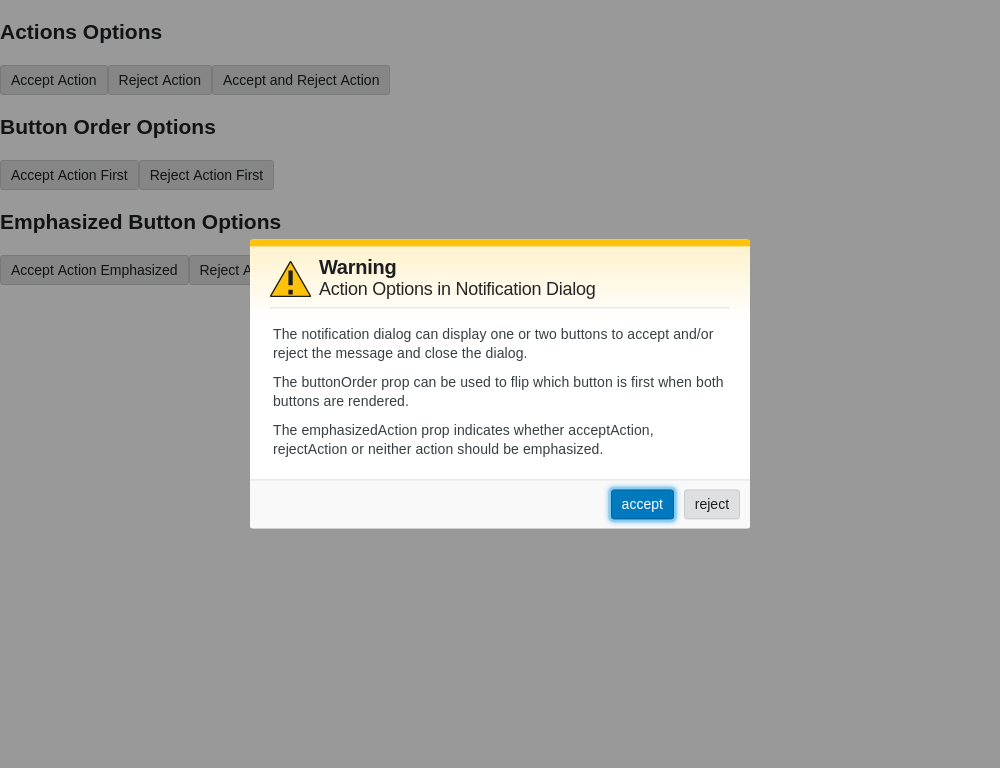 Actions Options
Accept Action Reject Action Accept and Reject Action
Button Order Options
Accept Action First Reject Action First
Emphasized Button Options
Accept Action Emphasized Reject
Warning
Action Options in Notification Dialog
The notification dialog can display one or two buttons to accept and/or
reject the message and close the dialog.
The buttonOrder prop can be used to flip which button is first when both
buttons are rendered.
The emphasizedAction prop indicates whether acceptAction,
rejectAction or neither action should be emphasized.
accept reject